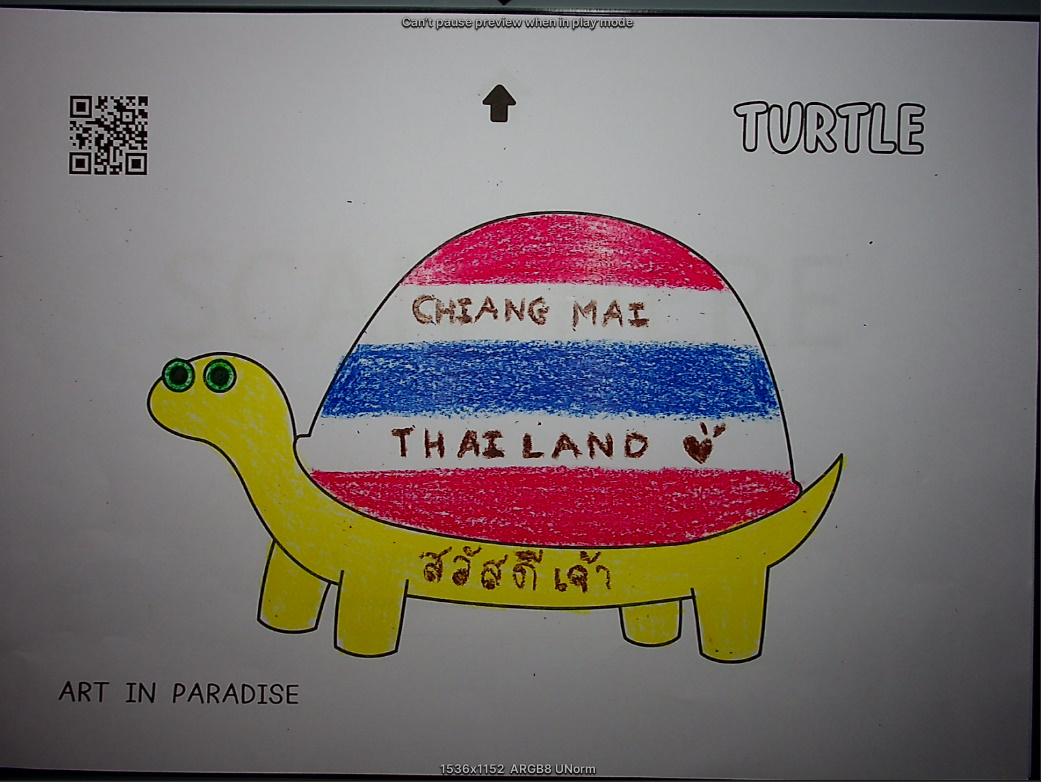 Can't pause preview when in play mode
TURTLE
CHIANG MAI
THAILAND
สวัสดีเจ้า
ART IN PARADISE
1536x1152 ARGB8 UNorm